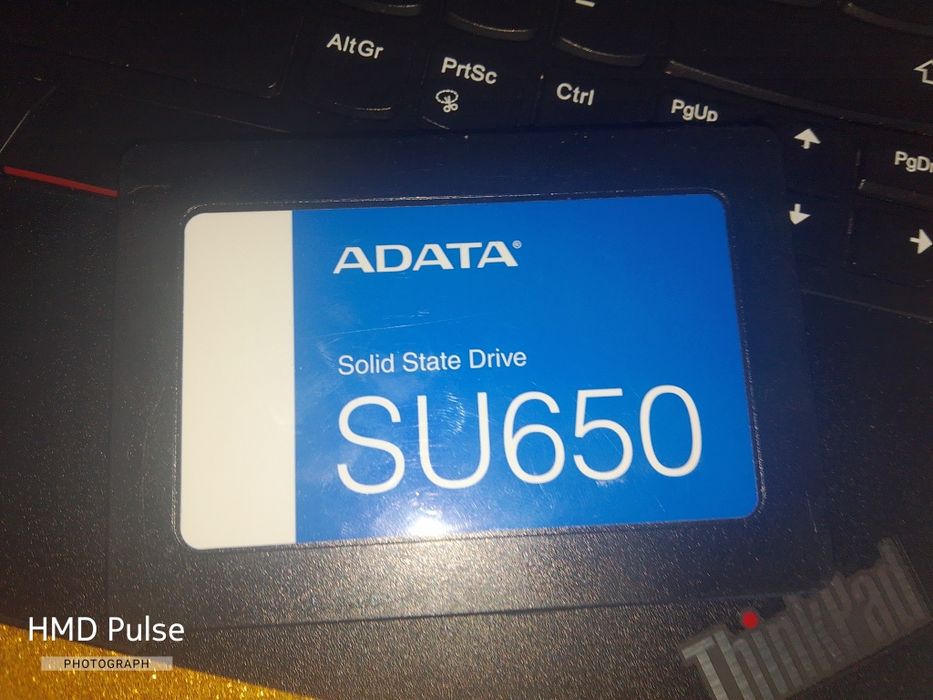 AltGr
PrtSc
Ctrl
PgUp
PgDn
ADATA®
Solid State Drive
SU650
ThinkPad
HMD Pulse
PHOTOGRAPH